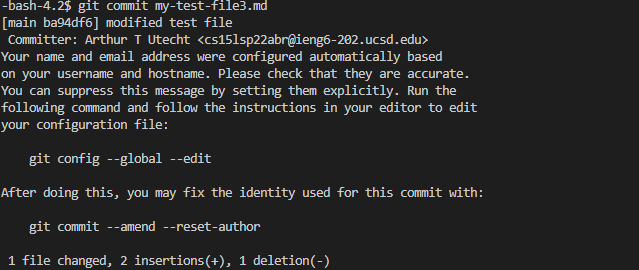 -bash-4.2$ git commit my-test-file3.md
[main ba94df6] modified test file
 Committer: Arthur T Utecht <cs15lsp22abr@ieng6-202.ucsd.edu>
Your name and email address were configured automatically based
on your username and hostname. Please check that they are accurate.
You can suppress this message by setting them explicitly. Run the
following command and follow the instructions in your editor to edit
your configuration file:

    git config --global --edit

After doing this, you may fix the identity used for this commit with:

    git commit --amend --reset-author

 1 file changed, 2 insertions(+), 1 deletion(-)